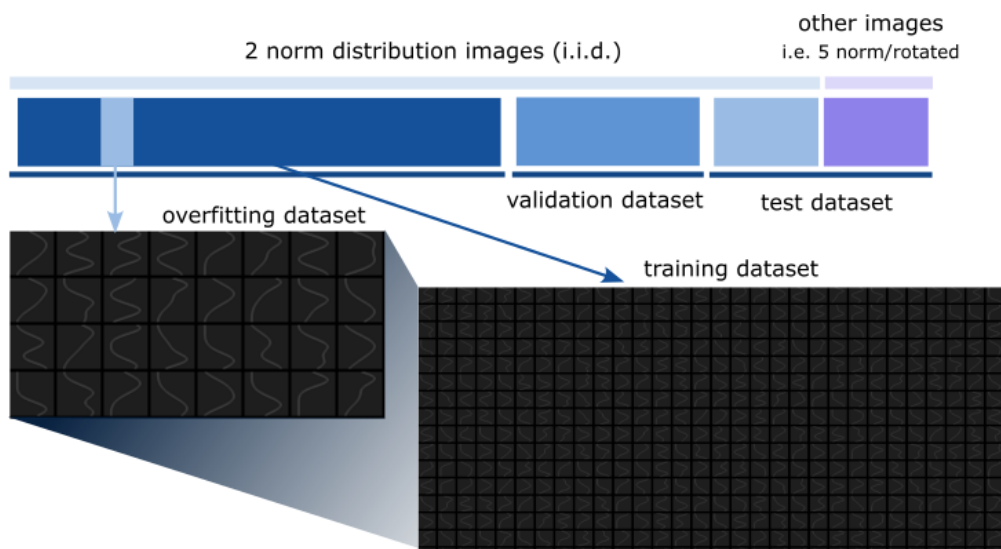 other images
2 norm distribution images (i.i.d.)
i.e. 5 norm/rotated
validation dataset
test dataset
overfitting dataset
training dataset